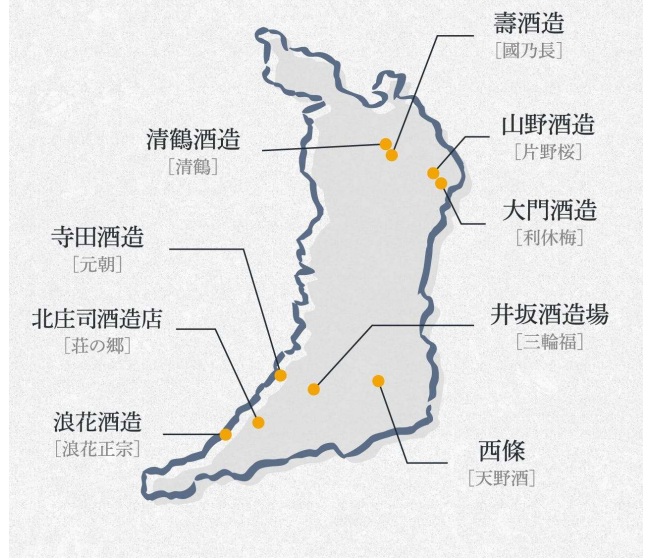 壽酒造
[國乃長]
山野酒造
[片野桜]
清鶴酒造
[清鶴]
大門酒造
[利休梅]
寺田酒造
[元朝]
井坂酒造場
[三輪福]
北庄司酒造店
[荘の郷]
浪花酒造
[浪花正宗]
西條
[天野酒]